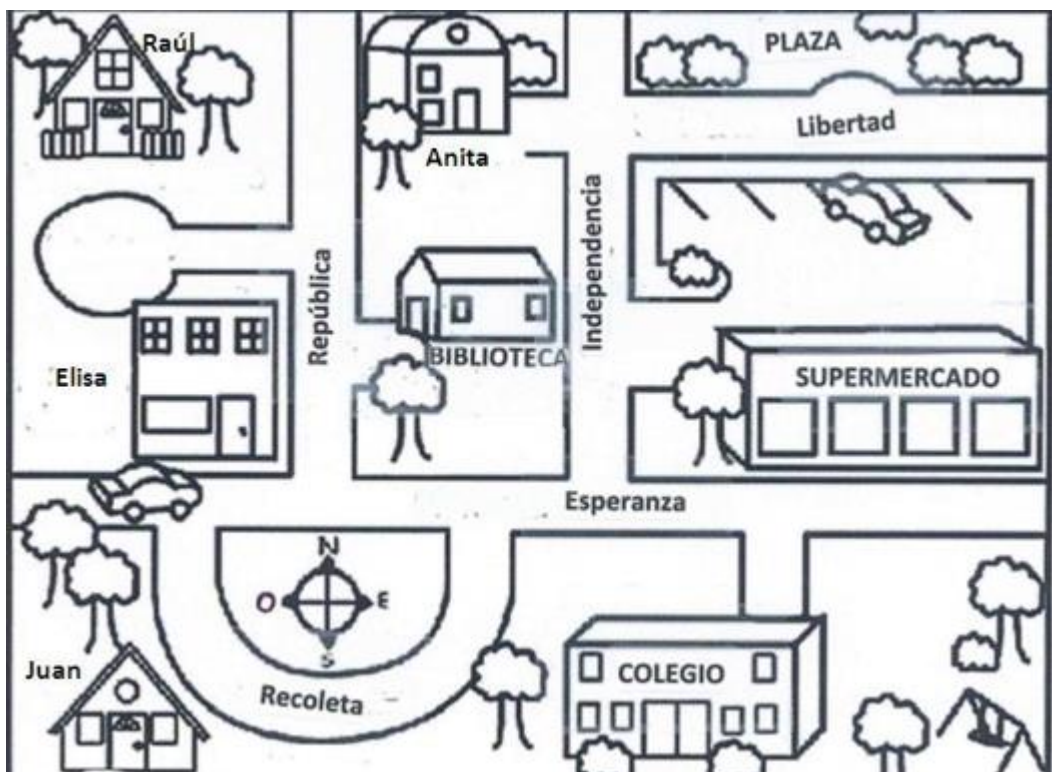 Raúl
PLAZA
Libertad
Anita
Independencia
República
BIBLIOTECA
Elisa
SUPERMERCADO
Esperanza
N
O
E
S
Juan
Recoleta
COLEGIO